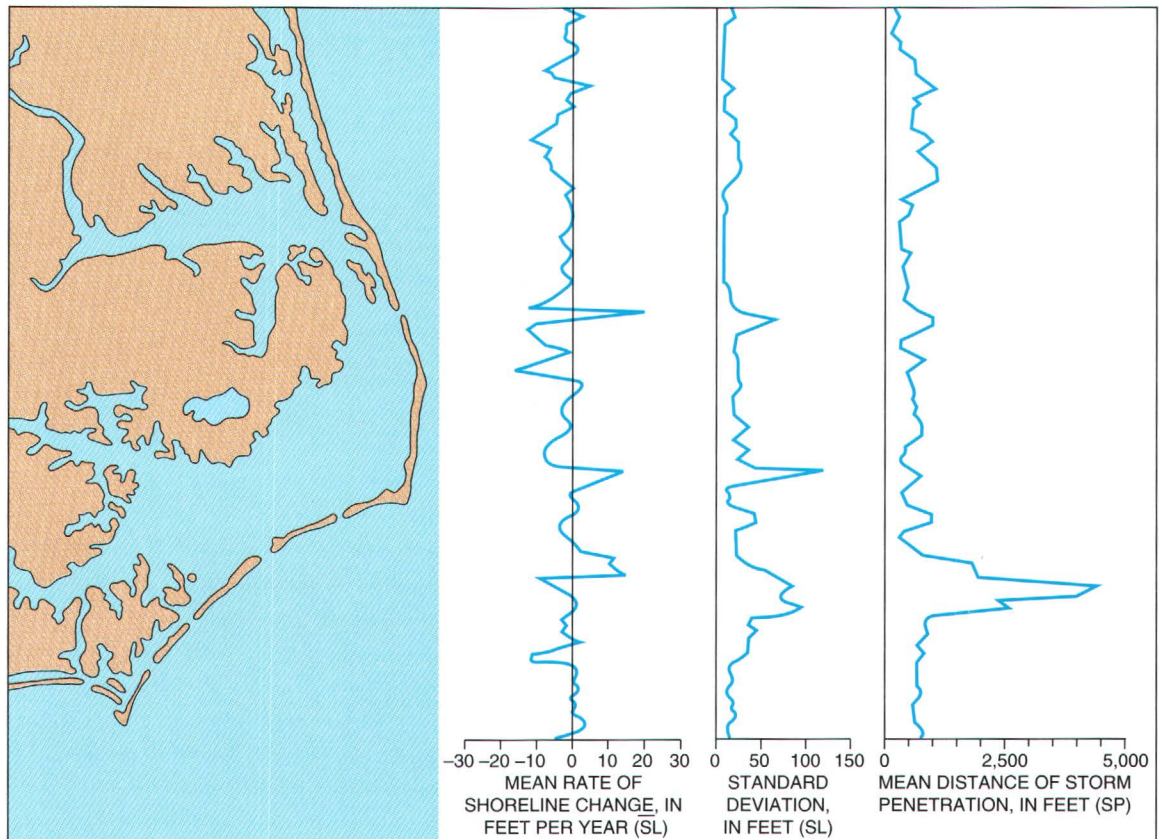 −30 −20 −10 0 10 20 30
MEAN RATE OF
SHORELINE CHANGE, IN
FEET PER YEAR (S̅L̅)
0 50 100 150
STANDARD
DEVIATION,
IN FEET (SL)
0 2,500 5,000
MEAN DISTANCE OF STORM
PENETRATION, IN FEET (SP)